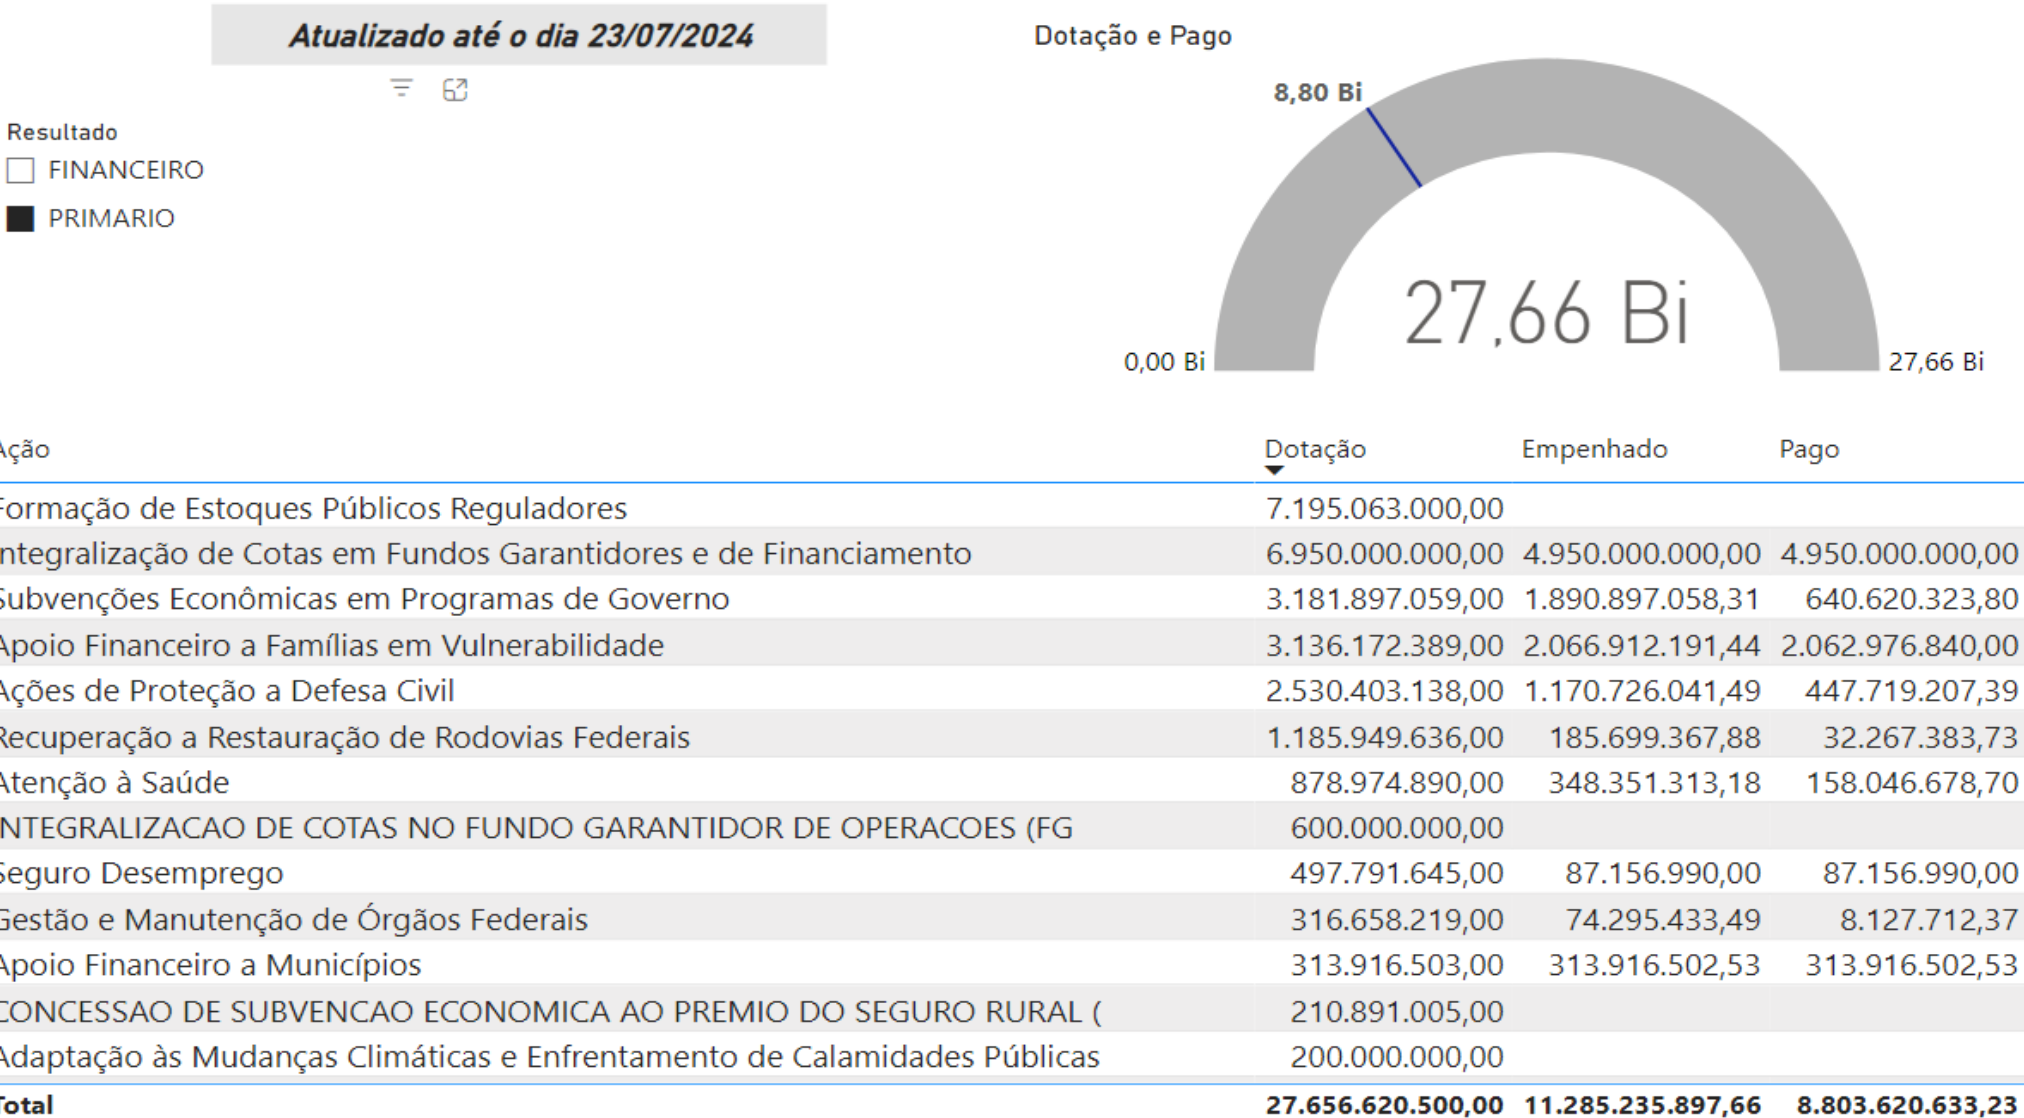 Atualizado até o dia 23/07/2024
Dotação e Pago
8,80 Bi
Resultado
FINANCEIRO
PRIMARIO
27,66 Bi
0,00 Bi
27,66 Bi
Ação Dotação Empenhado Pago
Formação de Estoques Públicos Reguladores 7.195.063.000,00
Integralização de Cotas em Fundos Garantidores e de Financiamento 6.950.000.000,00 4.950.000.000,00 4.950.000.000,00
Subvenções Econômicas em Programas de Governo 3.181.897.059,00 1.890.897.058,31 640.620.323,80
Apoio Financeiro a Famílias em Vulnerabilidade 3.136.172.389,00 2.066.912.191,44 2.062.976.840,00
Ações de Proteção a Defesa Civil 2.530.403.138,00 1.170.726.041,49 447.719.207,39
Recuperação a Restauração de Rodovias Federais 1.185.949.636,00 185.699.367,88 32.267.383,73
Atenção à Saúde 878.974.890,00 348.351.313,18 158.046.678,70
INTEGRALIZACAO DE COTAS NO FUNDO GARANTIDOR DE OPERACOES (FG 600.000.000,00
Seguro Desemprego 497.791.645,00 87.156.990,00 87.156.990,00
Gestão e Manutenção de Órgãos Federais 316.658.219,00 74.295.433,49 8.127.712,37
Apoio Financeiro a Municípios 313.916.503,00 313.916.502,53 313.916.502,53
CONCESSAO DE SUBVENCAO ECONOMICA AO PREMIO DO SEGURO RURAL ( 210.891.005,00
Adaptação às Mudanças Climáticas e Enfrentamento de Calamidades Públicas 200.000.000,00
Total 27.656.620.500,00 11.285.235.897,66 8.803.620.633,23